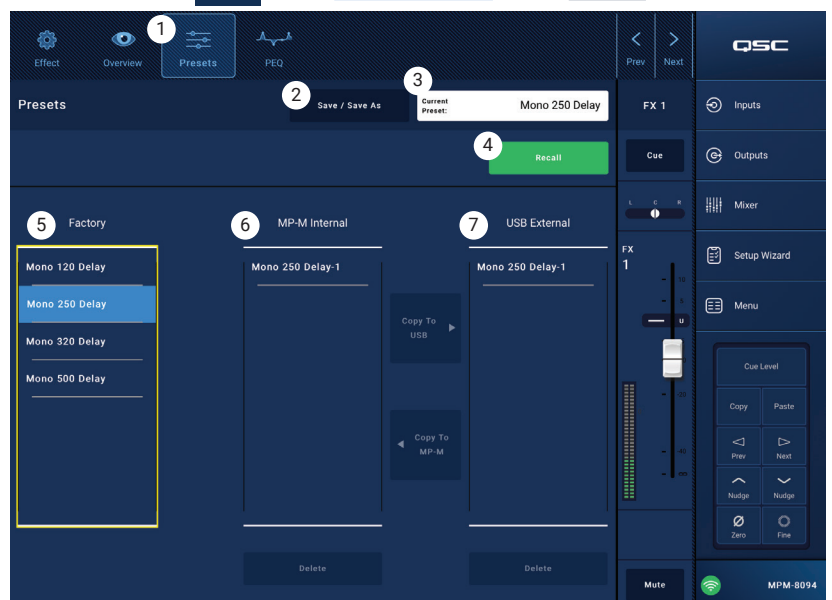 1
Effect
Overview
Presets
PEQ
Prev
Next
QSC
Presets
2
Save / Save As
3
Current Preset:
Mono 250 Delay
FX 1
Inputs
4
Recall
Cue
Outputs
L C R
Mixer
5
Factory
6
MP-M Internal
7
USB External
Mono 120 Delay
Mono 250 Delay
Mono 320 Delay
Mono 500 Delay
Mono 250 Delay-1
Copy To USB
Copy To MP-M
Mono 250 Delay-1
Delete
Delete
FX
1
10
5
U
-20
-40
∞
Mute
Setup Wizard
Menu
Cue Level
Copy
Paste
Prev
Next
Nudge
Nudge
Zero
Fine
MPM-8094